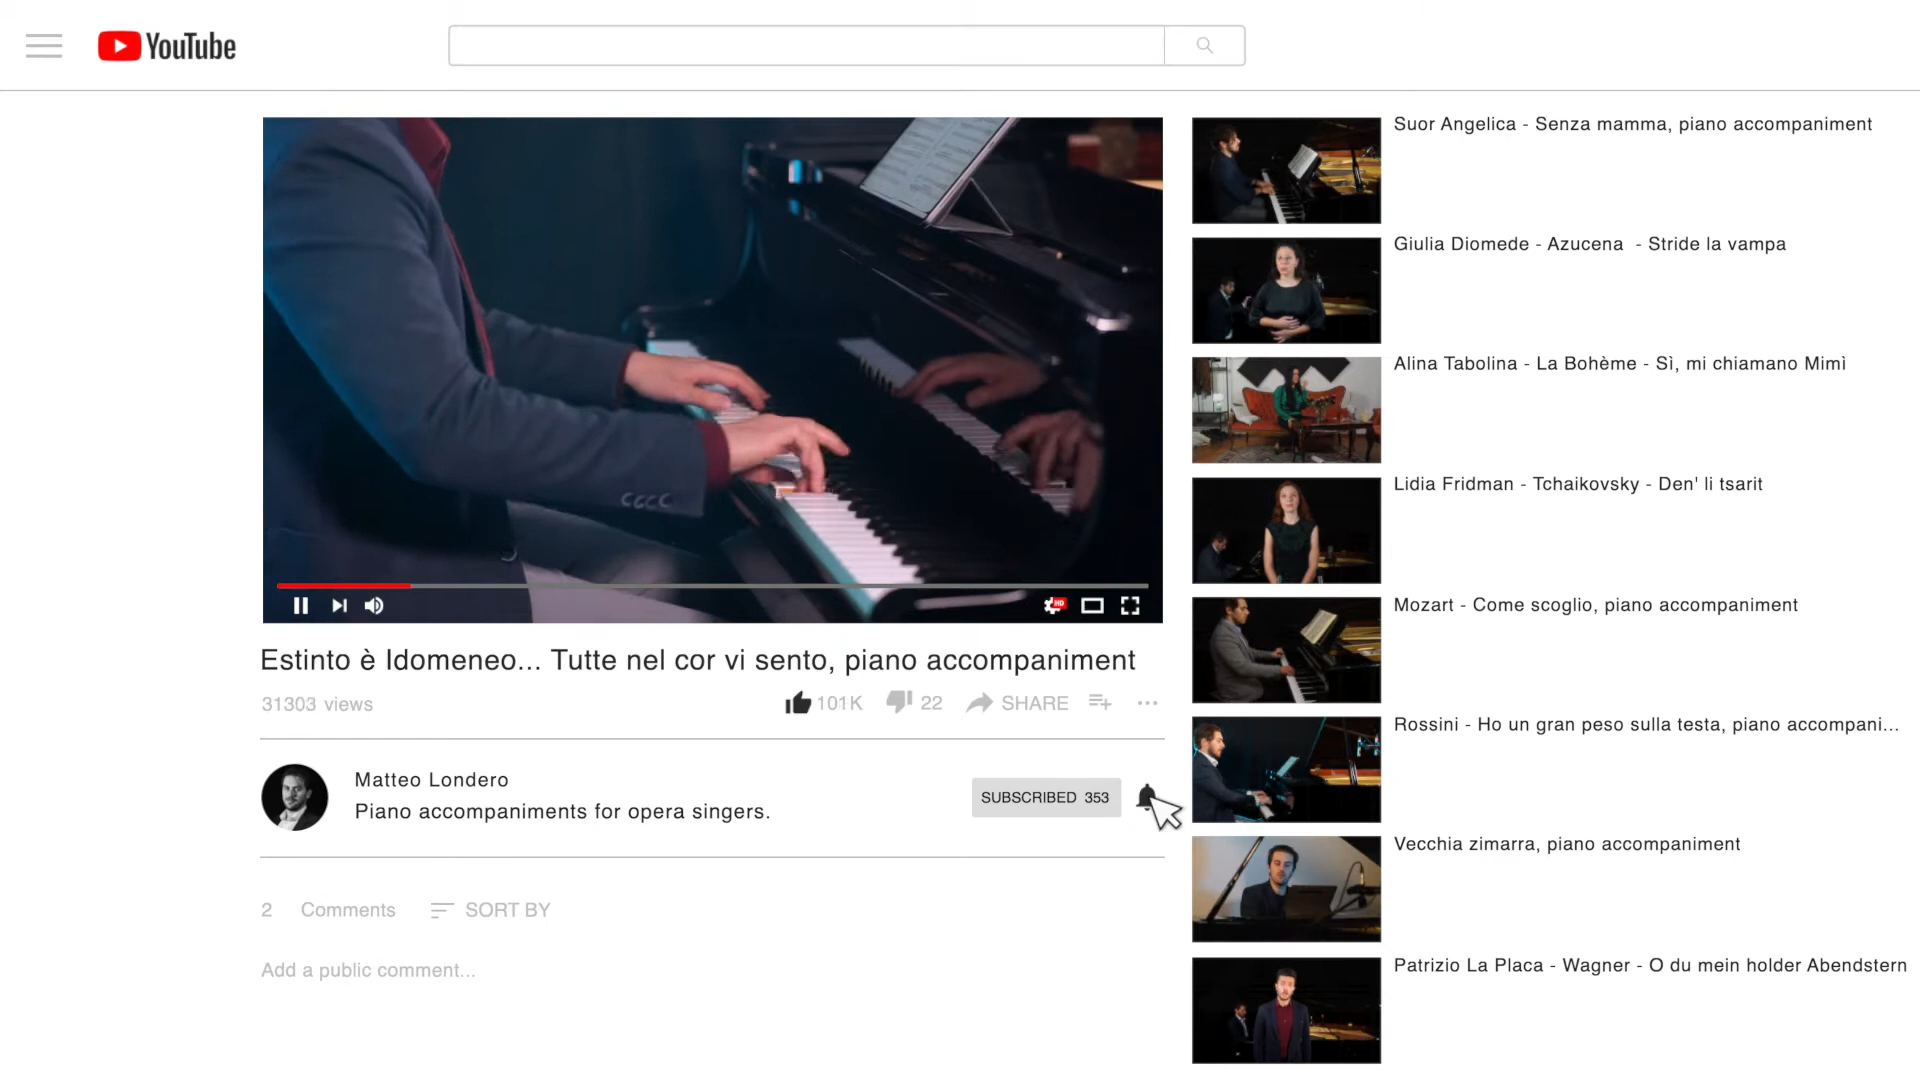 YouTube
Suor Angelica - Senza mamma, piano accompaniment
Giulia Diomede - Azucena - Stride la vampa
Alina Tabolina - La Bohème - Sì, mi chiamano Mimì
Lidia Fridman - Tchaikovsky - Den' li tsarit
Mozart - Come scoglio, piano accompaniment
Rossini - Ho un gran peso sulla testa, piano accompani...
Vecchia zimarra, piano accompaniment
Patrizio La Placa - Wagner - O du mein holder Abendstern
HD
Estinto è Idomeneo... Tutte nel cor vi sento, piano accompaniment
31303 views
101K 22 SHARE
Matteo Londero
Piano accompaniments for opera singers.
SUBSCRIBED 353
2 Comments SORT BY
Add a public comment...